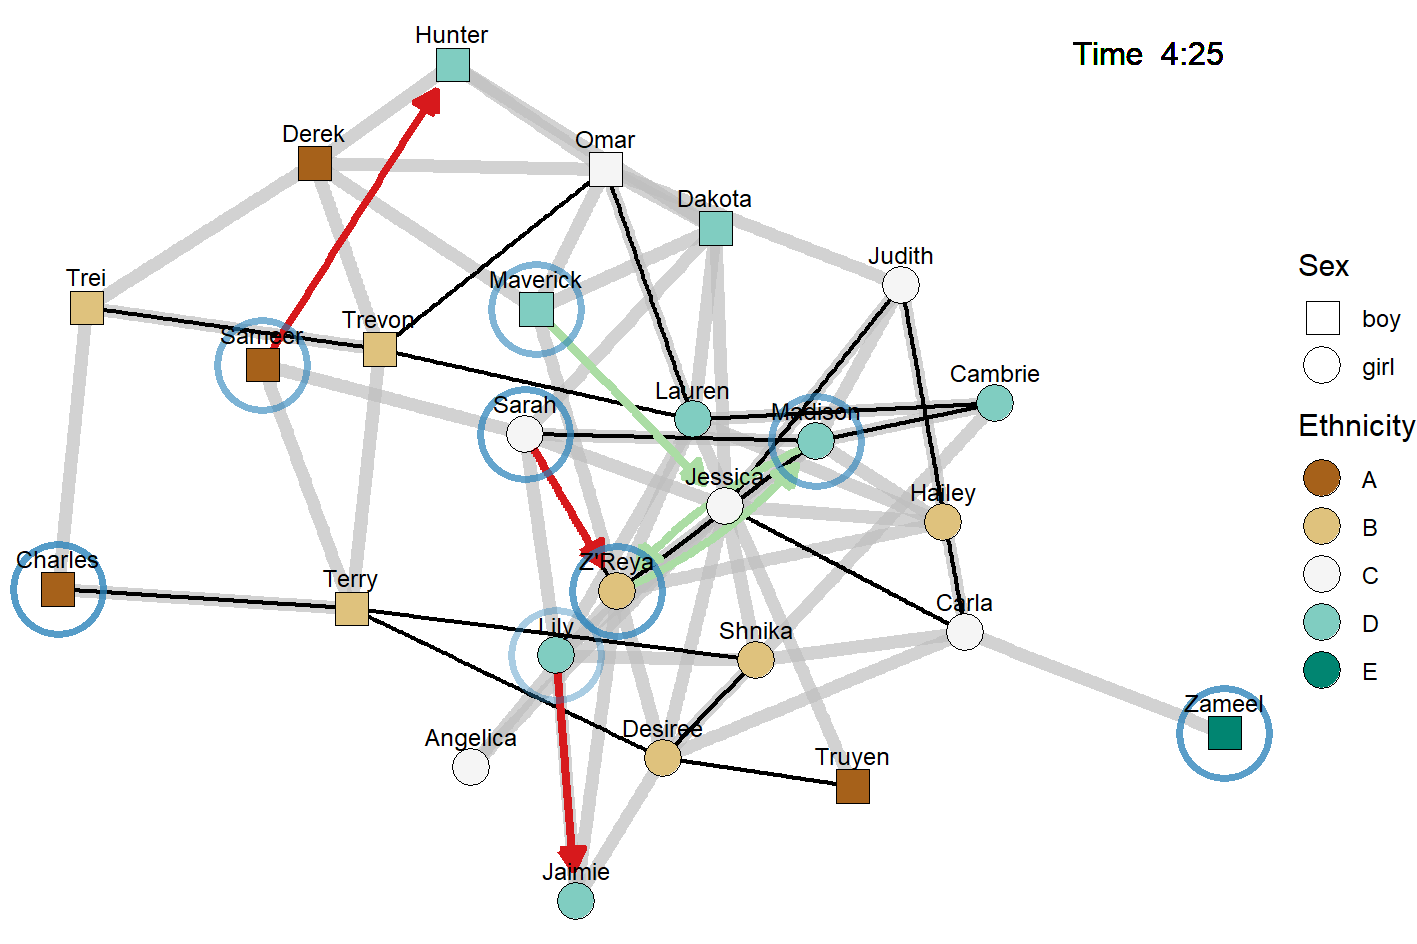 Hunter
Time 4:25
Derek
Omar
Dakota
Judith
Trei
Maverick
Trevon
Sameer
Sex
boy
girl
Cambrie
Lauren
Sarah
Madison
Ethnicity
A
B
C
D
E
Jessica
Hailey
Charles
Z'Reya
Terry
Carla
Lily
Shnika
Zameel
Angelica
Desiree
Truyen
Jaimie